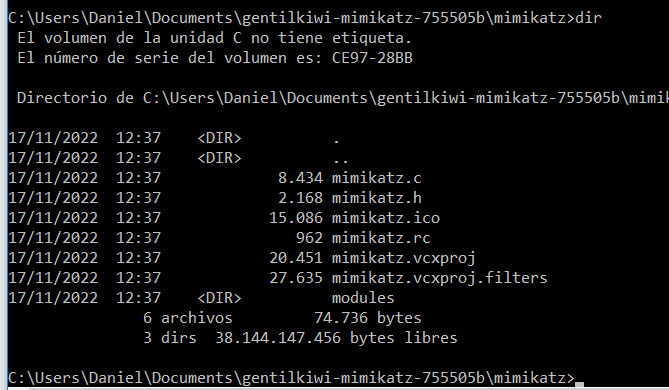 C:\Users\Daniel\Documents\gentilkiwi-mimikatz-755505b\mimikatz>dir
El volumen de la unidad C no tiene etiqueta.
El número de serie del volumen es: CE97-28BB
Directorio de C:\Users\Daniel\Documents\gentilkiwi-mimikatz-755505b\mimik
17/11/2022 12:37 <DIR> .
17/11/2022 12:37 <DIR> ..
17/11/2022 12:37 8.434 mimikatz.c
17/11/2022 12:37 2.168 mimikatz.h
17/11/2022 12:37 15.086 mimikatz.ico
17/11/2022 12:37 962 mimikatz.rc
17/11/2022 12:37 20.451 mimikatz.vcxproj
17/11/2022 12:37 27.635 mimikatz.vcxproj.filters
17/11/2022 12:37 <DIR> modules
6 archivos 74.736 bytes
3 dirs 38.144.147.456 bytes libres
C:\Users\Daniel\Documents\gentilkiwi-mimikatz-755505b\mimikatz>